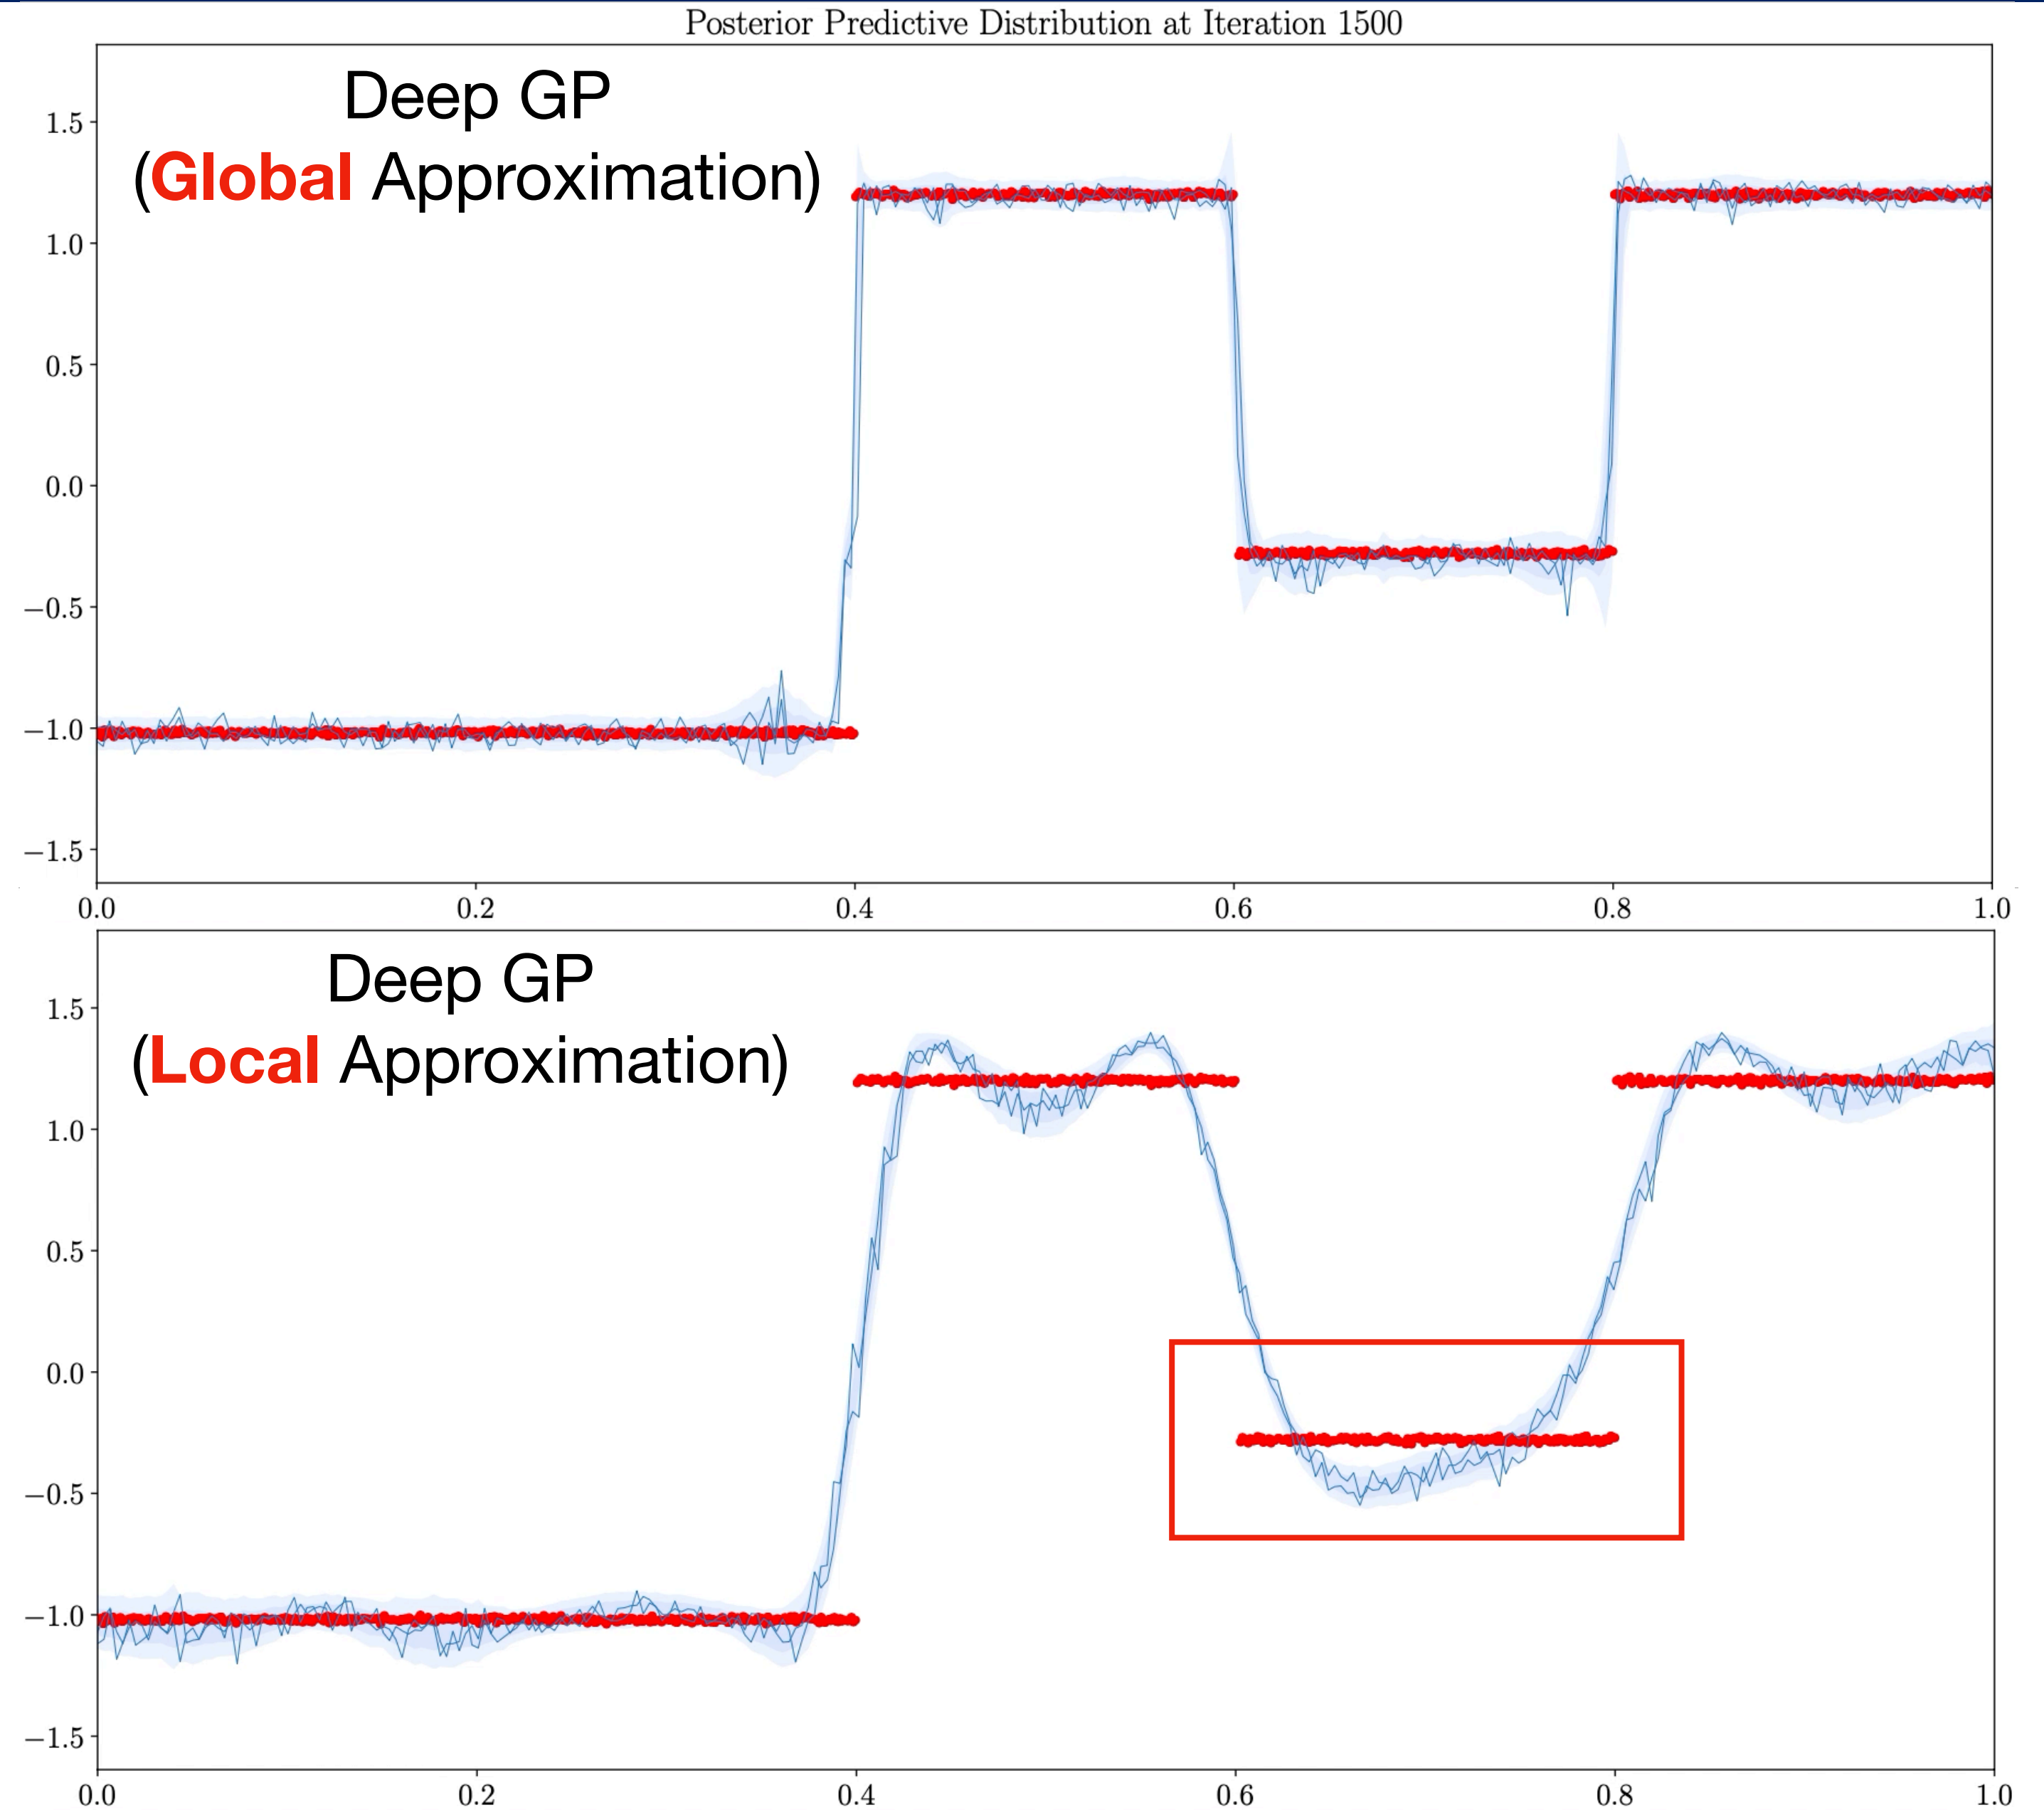 Posterior Predictive Distribution at Iteration 1500
Deep GP
(Global Approximation)
1.5
1.0
0.5
0.0
−0.5
−1.0
−1.5
0.0 0.2 0.4 0.6 0.8 1.0
Deep GP
(Local Approximation)
1.5
1.0
0.5
0.0
−0.5
−1.0
−1.5
0.0 0.2 0.4 0.6 0.8 1.0